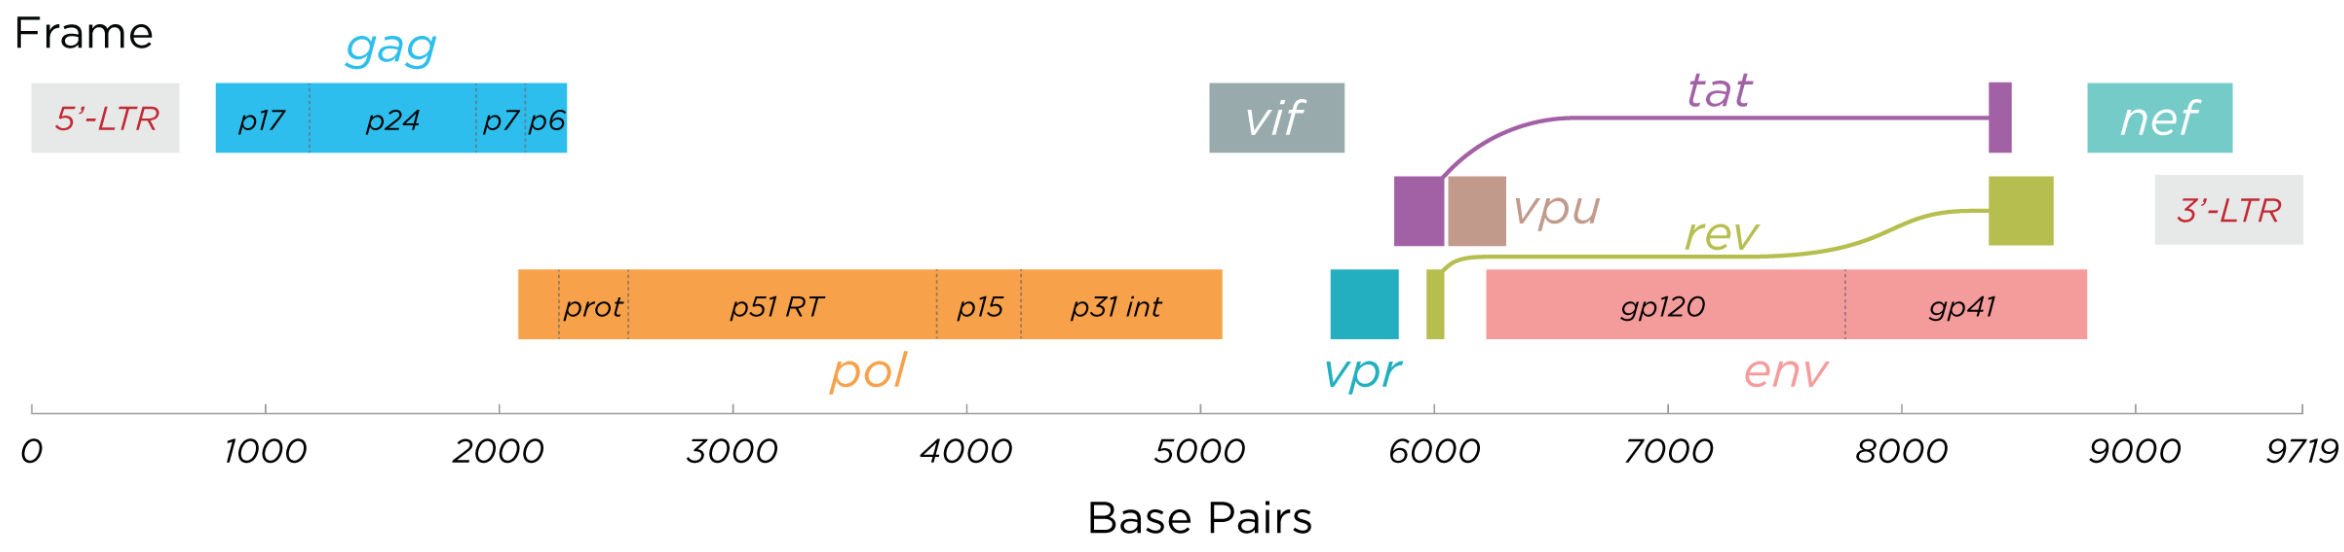 Frame
gag
5’-LTR
p17
p24
p7
p6
vif
tat
nef
vpu
rev
3’-LTR
prot
p51 RT
p15
p31 int
gp120
gp41
pol
vpr
env
0 1000 2000 3000 4000 5000 6000 7000 8000 9000 9719
Base Pairs